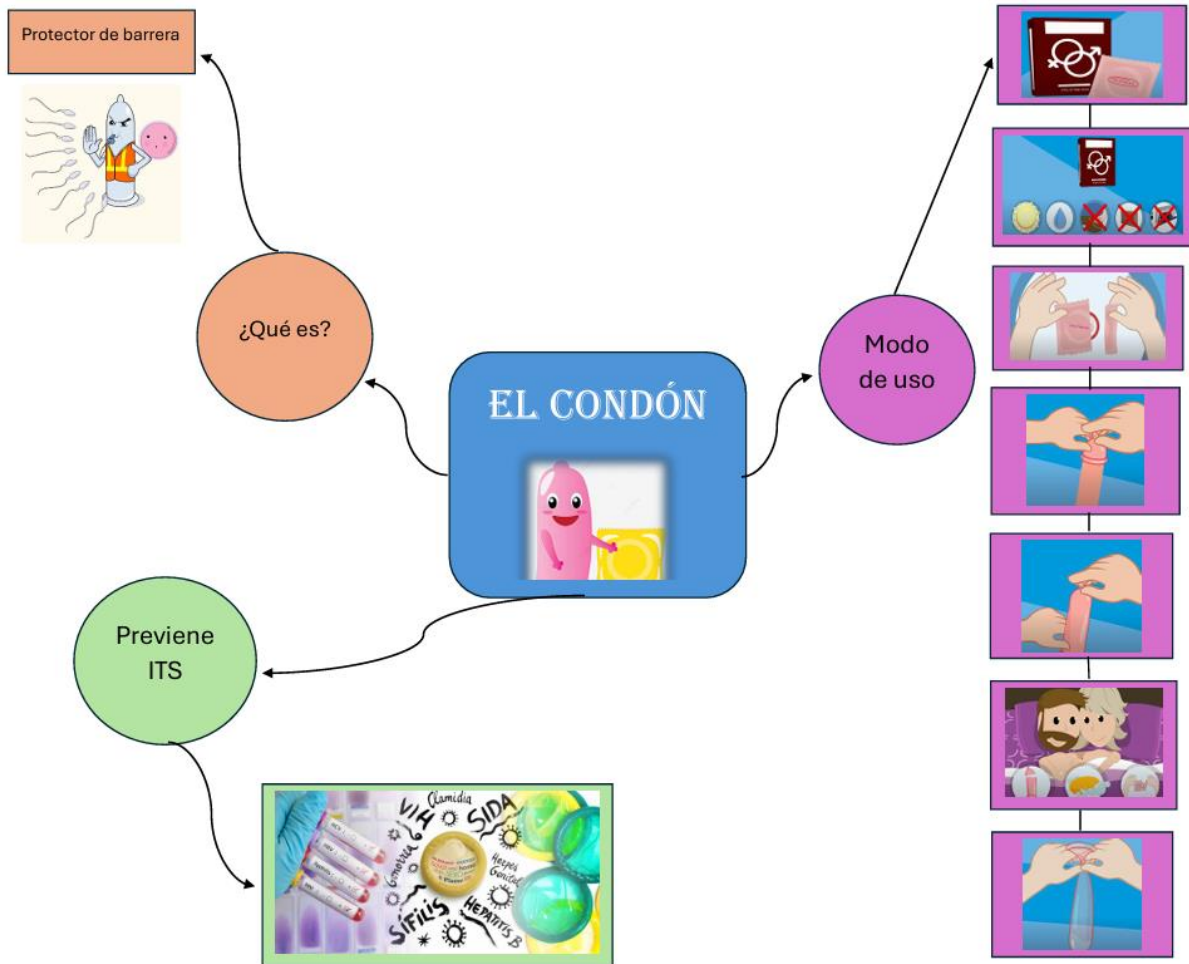 Protector de barrera
¿Qué es?
EL CONDÓN
Modo
de uso
Previene
ITS
Clamidia
VIH
SIDA
Gonorrea
Herpes
Genital
SIFILIS
HEPATITIS B